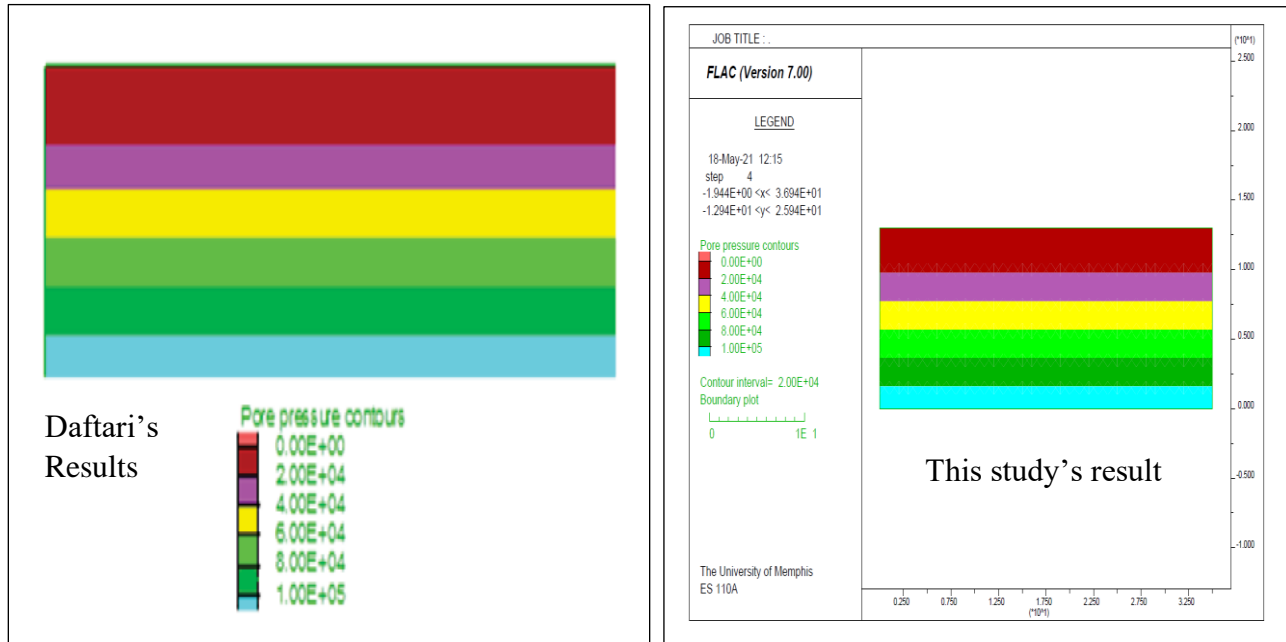 Daftari's
Results
Pore pressure contours
0.00E+00
2.00E+04
4.00E+04
6.00E+04
8.00E+04
1.00E+05
JOB TITLE : .
FLAC (Version 7.00)
LEGEND
18-May-21 12:15
step 4
-1.944E+00 <x< 3.694E+01
-1.294E+01 <y< 2.594E+01
Pore pressure contours
0.00E+00
2.00E+04
4.00E+04
6.00E+04
8.00E+04
1.00E+05
Contour interval= 2.00E+04
Boundary plot
0 1E 1
The University of Memphis
ES 110A
This study's result
(*10^1)
2.500
2.000
1.500
1.000
0.500
0.000
-0.500
-1.000
0.250 0.750 1.250 1.750 2.250 2.750 3.250
(*10^1)